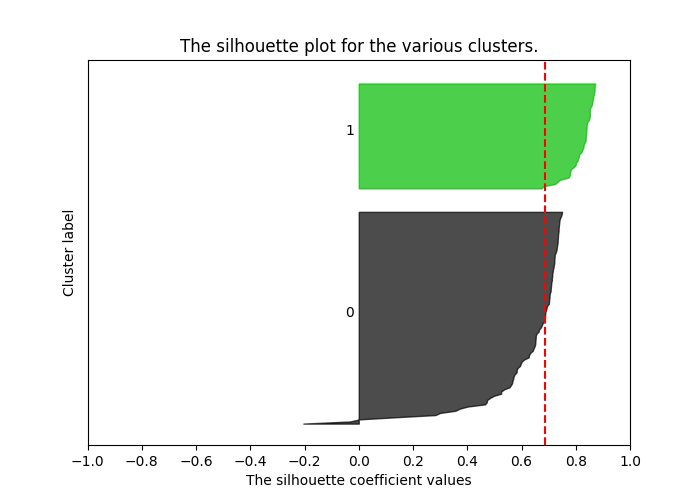 The silhouette plot for the various clusters.
1
0
Cluster label
−1.0 −0.8 −0.6 −0.4 −0.2 0.0 0.2 0.4 0.6 0.8 1.0
The silhouette coefficient values